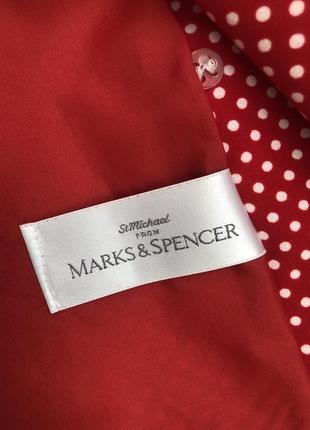 St Michael
FROM
MARKS & SPENCER